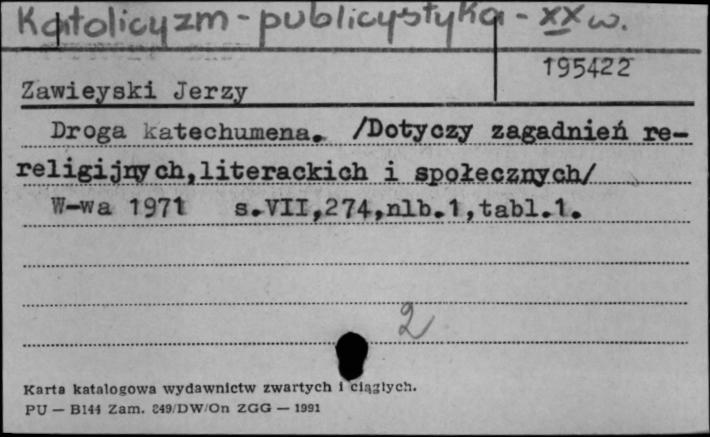 Katolicyzm - publicystyka - XX w.
195422
Zawieyski Jerzy
Droga katechumena. /Dotyczy zagadnień re-
religijnych,literackich i społecznych/
W-wa 1971 s.VII,274,nlb.1,tabl.1.
2
Karta katalogowa wydawnictw zwartych i ciągłych.
PU — B144 Zam. 849/DW/On ZGG — 1991